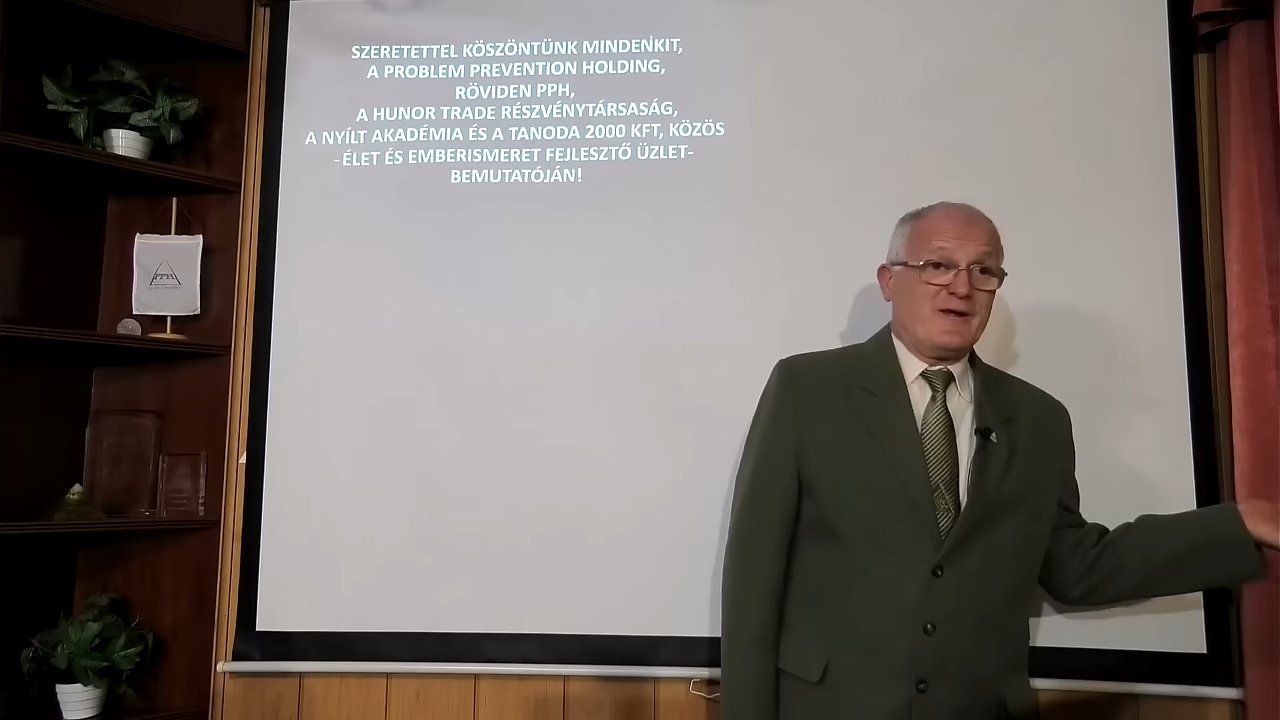 SZERETETTEL KÖSZÖNTÜNK MINDENKIT,
A PROBLEM PREVENTION HOLDING,
RÖVIDEN PPH,
A HUNOR TRADE RÉSZVÉNYTÁRSASÁG,
A NYÍLT AKADÉMIA ÉS A TANODA 2000 KFT, KÖZÖS
- ÉLET ÉS EMBERISMERET FEJLESZTŐ ÜZLET-
BEMUTATÓJÁN!
PPH